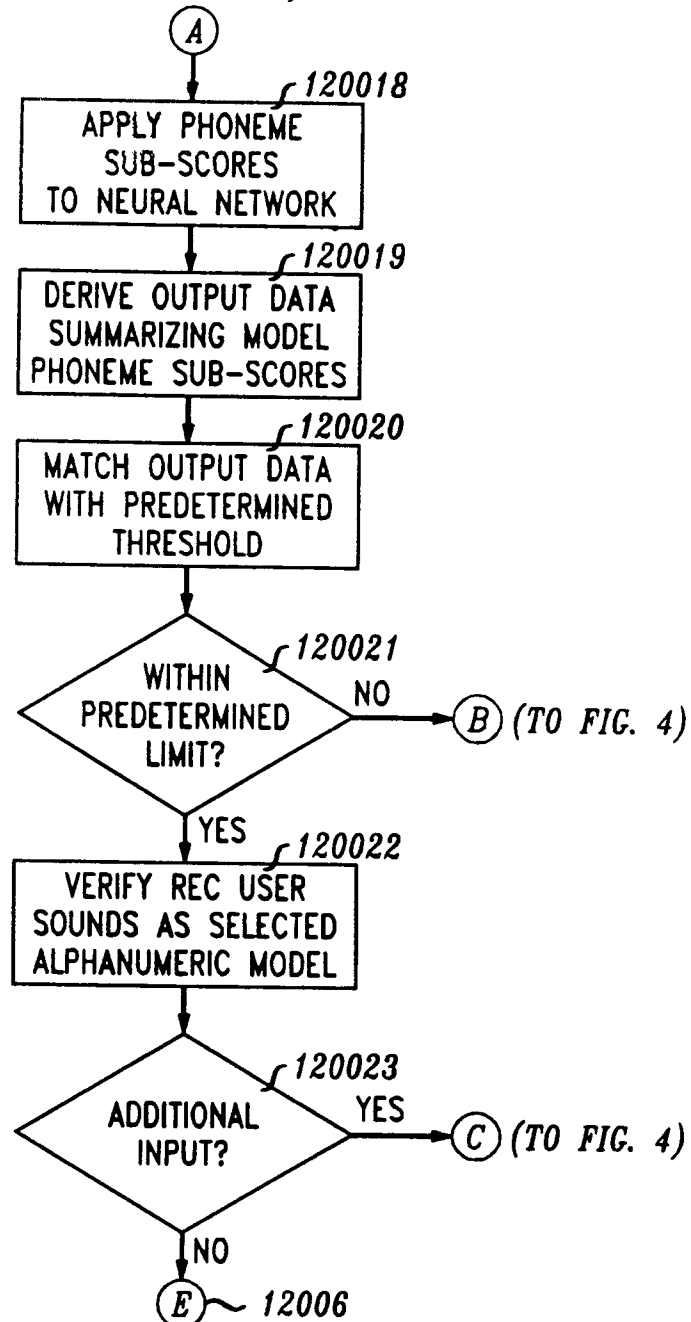 A
120018
APPLY PHONEME
SUB-SCORES
TO NEURAL NETWORK
120019
DERIVE OUTPUT DATA
SUMMARIZING MODEL
PHONEME SUB-SCORES
120020
MATCH OUTPUT DATA
WITH PREDETERMINED
THRESHOLD
120021
WITHIN
PREDETERMINED
LIMIT?
NO
B (TO FIG. 4)
YES
120022
VERIFY REC USER
SOUNDS AS SELECTED
ALPHANUMERIC MODEL
120023
ADDITIONAL
INPUT?
YES
C (TO FIG. 4)
NO
E 12006